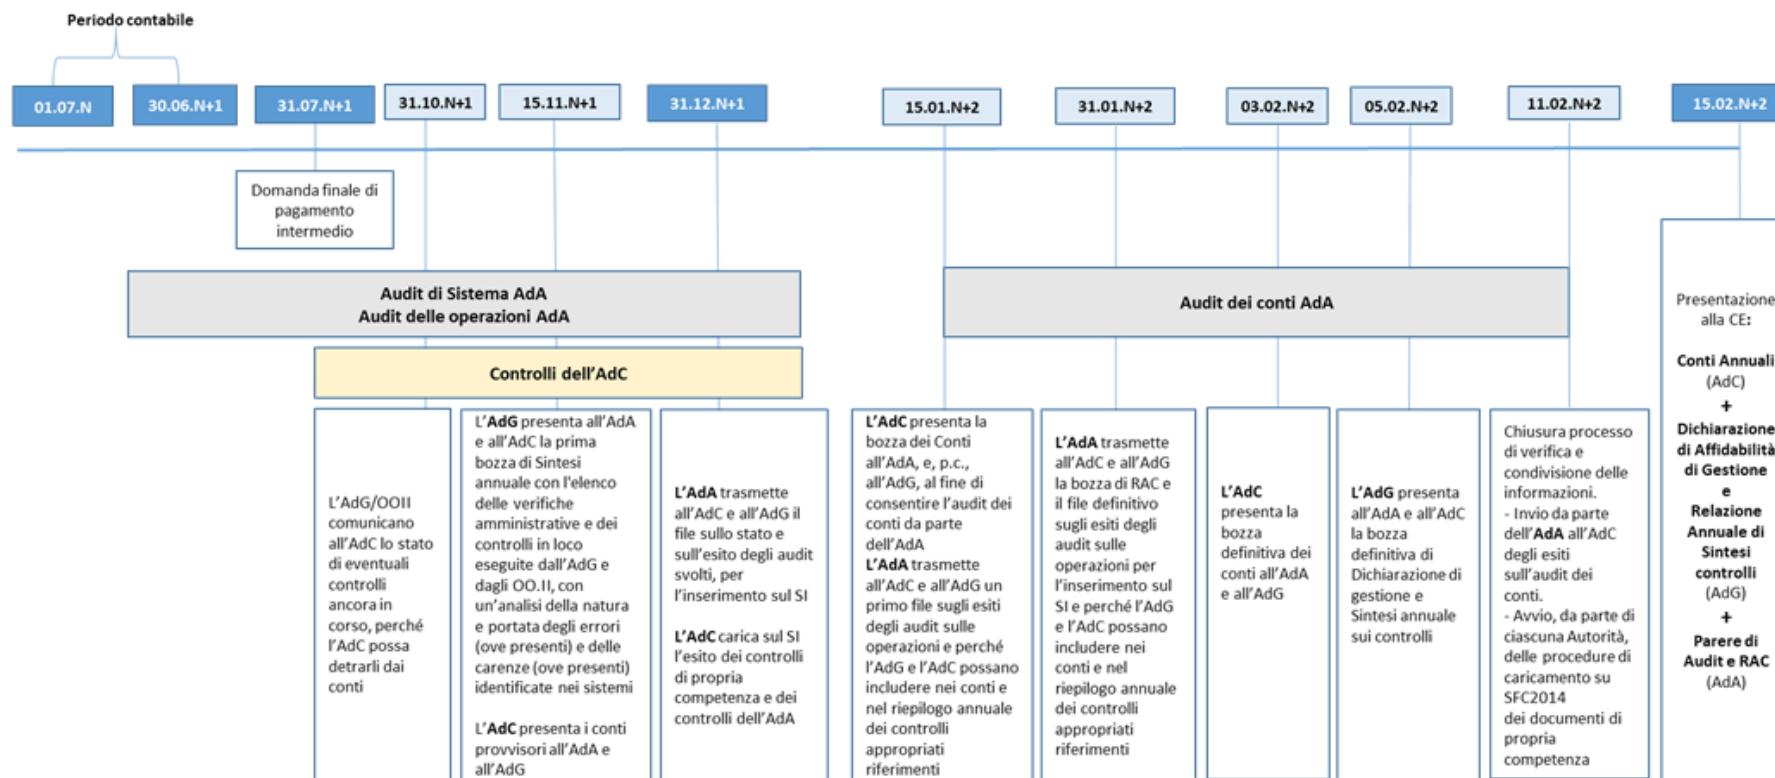 Periodo contabile
01.07.N
30.06.N+1
31.07.N+1
31.10.N+1
15.11.N+1
31.12.N+1
15.01.N+2
31.01.N+2
03.02.N+2
05.02.N+2
11.02.N+2
15.02.N+2
Domanda finale di
pagamento
intermedio
Audit di Sistema AdA
Audit delle operazioni AdA
Audit dei conti AdA
Controlli dell'AdC
L'AdG/OOII
comunicano
all'AdC lo stato
di eventuali
controlli
ancora in
corso, perché
l'AdC possa
detrarli dai
conti
L'AdG presenta all'AdA
e all'AdC la prima
bozza di Sintesi
annuale con l'elenco
delle verifiche
amministrative e dei
controlli in loco
eseguite dall'AdG e
dagli OO.II, con
un'analisi della natura
e portata degli errori
(ove presenti) e delle
carenze (ove presenti)
identificate nei sistemi
L'AdC presenta i conti
provvisori all'AdA e
all'AdG
L'AdA trasmette
all'AdC e all'AdG il
file sullo stato e
sull'esito degli audit
svolti, per
l'inserimento sul SI
L'AdC carica sul SI
l'esito dei controlli
di propria
competenza e dei
controlli dell'AdA
L'AdC presenta la
bozza dei Conti
all'AdA, e, p.c.,
all'AdG, al fine di
consentire l'audit dei
conti da parte
dell'AdA
L'AdA trasmette
all'AdC e all'AdG un
primo file sugli esiti
degli audit sulle
operazioni e perché
l'AdG e l'AdC possano
includere nei conti e
nel riepilogo annuale
dei controlli
appropriati
riferimenti
L'AdA trasmette
all'AdC e all'AdG
la bozza di RAC e
il file definitivo
sugli esiti degli
audit sulle
operazioni per
l'inserimento sul
SI e perché l'AdG
e l'AdC possano
includere nei
conti e nel
riepilogo annuale
dei controlli
appropriati
riferimenti
L'AdC
presenta la
bozza
definitiva dei
conti all'AdA
e all'AdG
L'AdG presenta
all'AdA e all'AdC
la bozza
definitiva di
Dichiarazione di
gestione e
Sintesi annuale
sui controlli
Chiusura processo
di verifica e
condivisione delle
informazioni.
- Invio da parte
dell'AdA all'AdC
degli esiti
sull'audit dei
conti.
- Avvio, da parte di
ciascuna Autorità,
delle procedure di
caricamento su
SFC2014
dei documenti di
propria
competenza
Presentazione
alla CE:
Conti Annuali
(AdC)
+
Dichiarazione
di Affidabilità
di Gestione
e
Relazione
Annuale di
Sintesi
controlli
(AdG)
+
Parere di
Audit e RAC
(AdA)